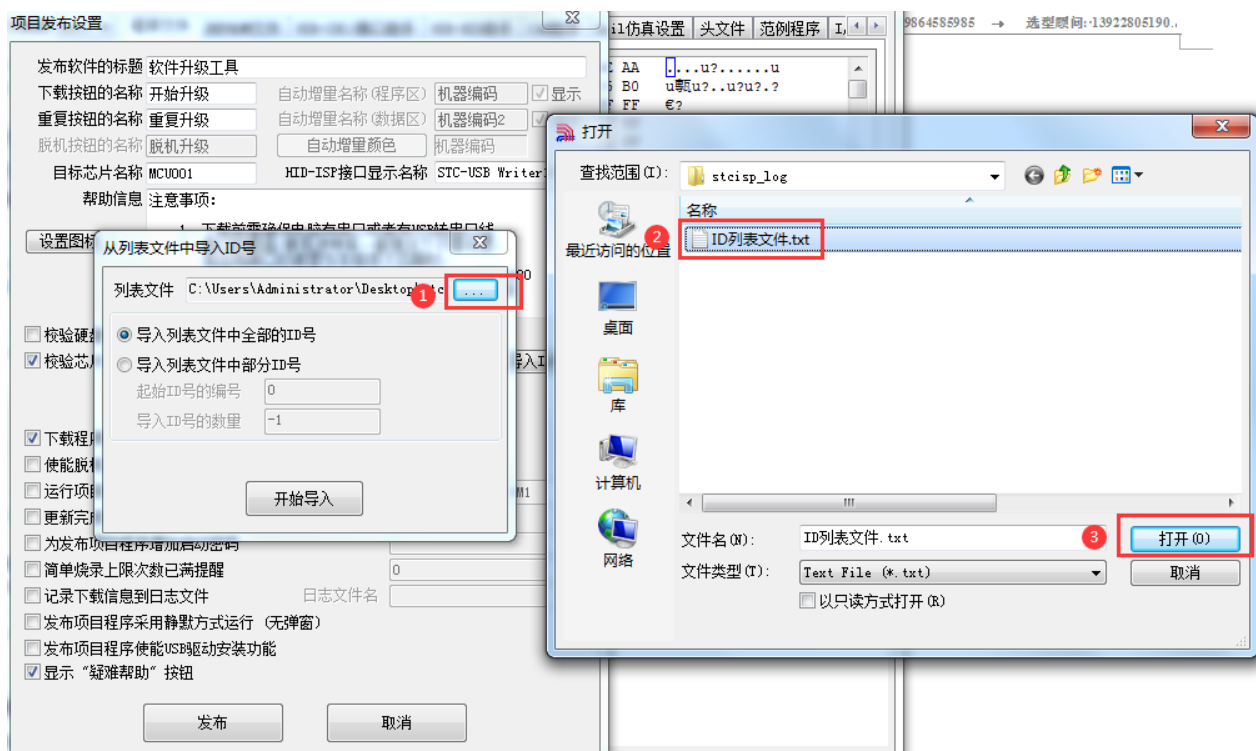 项目发布设置
发布软件的标题 软件升级工具
下载按钮的名称 开始升级 自动增量名称(程序区) 机器编码 显示
重复按钮的名称 重复升级 自动增量名称(数据区) 机器编码2
脱机按钮的名称 脱机升级 自动增量颜色 机器编码
目标芯片名称 MCU001 HID-ISP接口显示名称 STC-USB Writer
帮助信息 注意事项:
设置图标
校验硬盘
校验芯片
下载程序
使能脱机
运行项目
更新完成
为发布项目程序增加启动密码
简单烧录上限次数已满提醒 0
记录下载信息到日志文件 日志文件名
发布项目程序采用静默方式运行 (无弹窗)
发布项目程序使能USB驱动安装功能
显示 "疑难帮助" 按钮
发布 取消
从列表文件中导入ID号
列表文件 C:\Users\Administrator\Desktop
1
...
导入列表文件中全部的ID号
导入列表文件中部分ID号
起始ID号的编号 0
导入ID号的数量 -1
开始导入
il仿真设置 头文件 范例程序 I,
AA ....u?......u
B0
FF €?
9864585985 → 选型顾问:-13922805190.
打开
查找范围(I): stcisp_log
名称
2
ID列表文件.txt
最近访问的位置
桌面
库
计算机
网络
文件名(N): ID列表文件.txt
3
打开(O)
文件类型(T): Text File (*.txt)
取消
以只读方式打开(R)